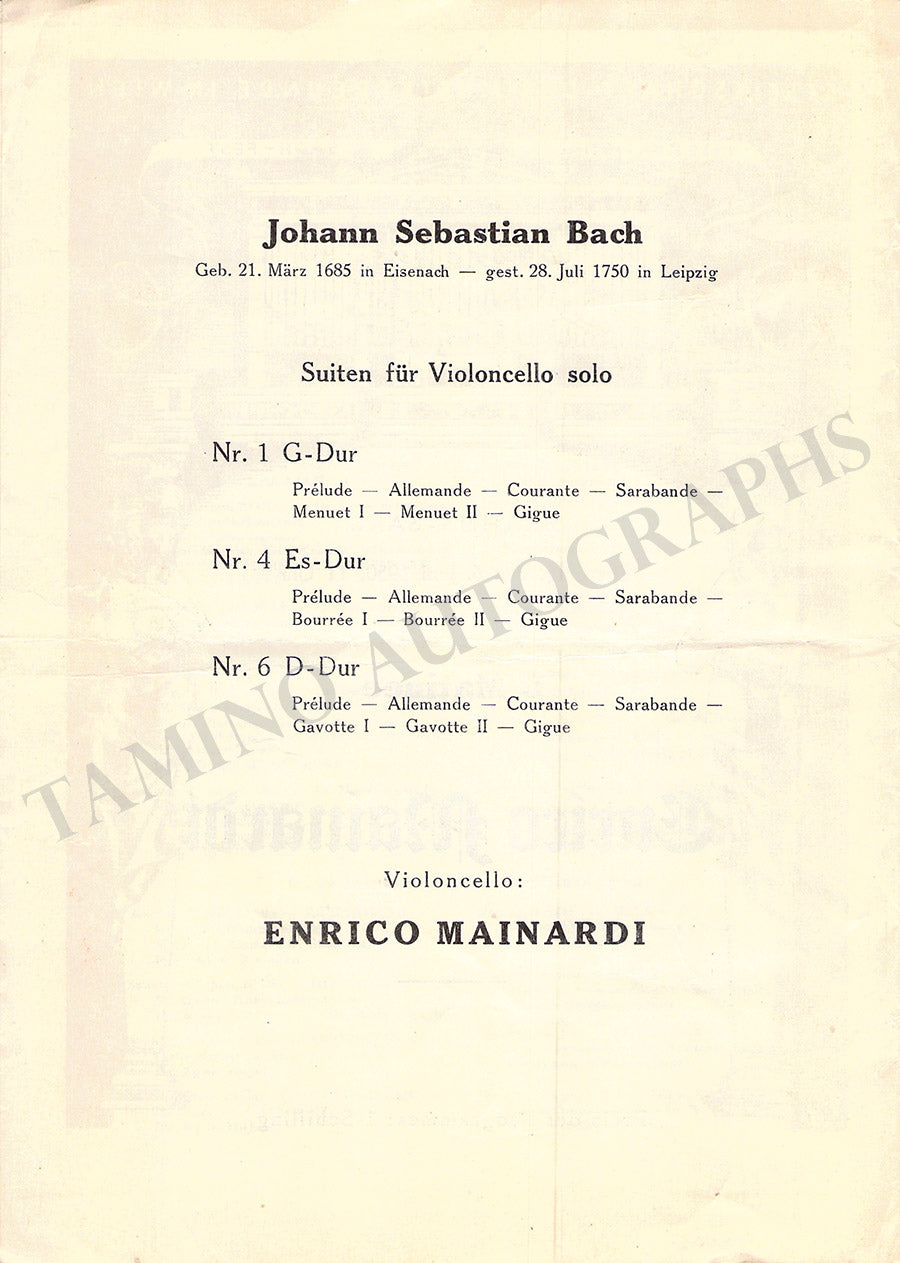 Johann Sebastian Bach
Geb. 21. März 1685 in Eisenach — gest. 28. Juli 1750 in Leipzig
Suiten für Violoncello solo
Nr. 1 G-Dur
Prélude — Allemande — Courante — Sarabande —
Menuet I — Menuet II — Gigue
Nr. 4 Es-Dur
Prélude — Allemande — Courante — Sarabande —
Bourrée I — Bourrée II — Gigue
Nr. 6 D-Dur
Prélude — Allemande — Courante — Sarabande —
Gavotte I — Gavotte II — Gigue
TAMINO AUTOGRAPHS
Violoncello:
ENRICO MAINARDI